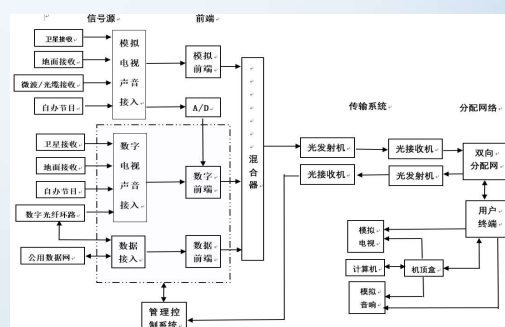 信号源
前端
卫星接收
地面接收
微波/光缆接收
自办节目
模拟
电视
声音
接入
模拟
前端
A/D
卫星接收
地面接收
自办节目
数字光纤环路
公用数据网
数字
电视
声音
接入
数据
接入
数字
前端
数据
前端
混合器
管理控
制系统
传输系统
分配网络
光发射机
光接收机
光接收机
光发射机
双向
分配网
用户
终端
模拟
电视
计算机
机顶盒
模拟
音响